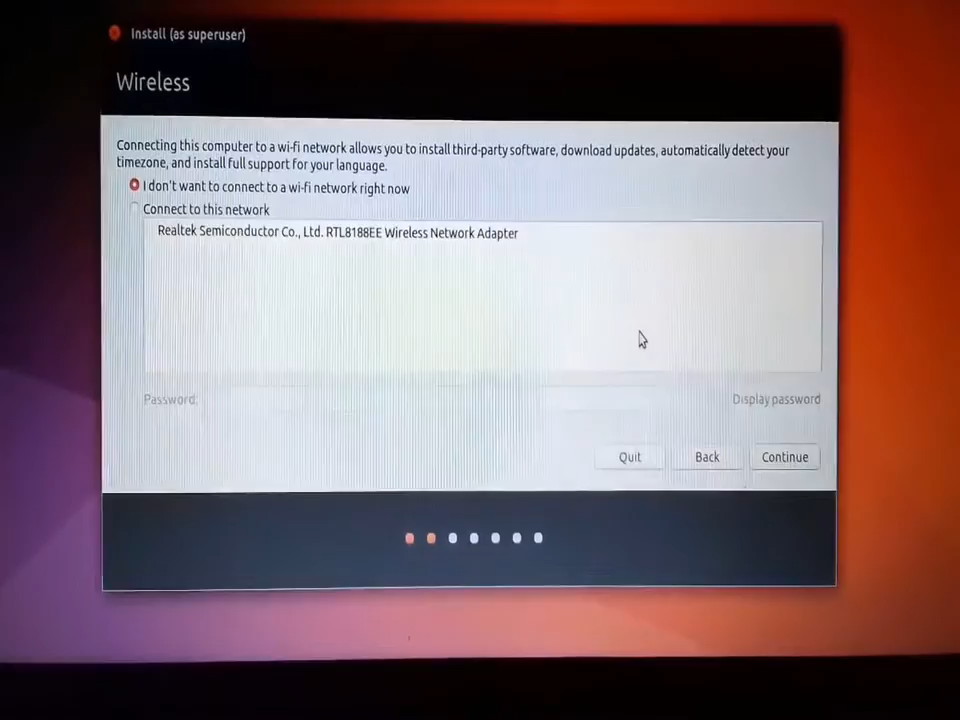 Install (as superuser)
Wireless
Connecting this computer to a wi-fi network allows you to install third-party software, download updates, automatically detect your
timezone, and install full support for your language.
I don't want to connect to a wi-fi network right now
Connect to this network
Realtek Semiconductor Co., Ltd. RTL8188EE Wireless Network Adapter
Password:
Display password
Quit
Back
Continue